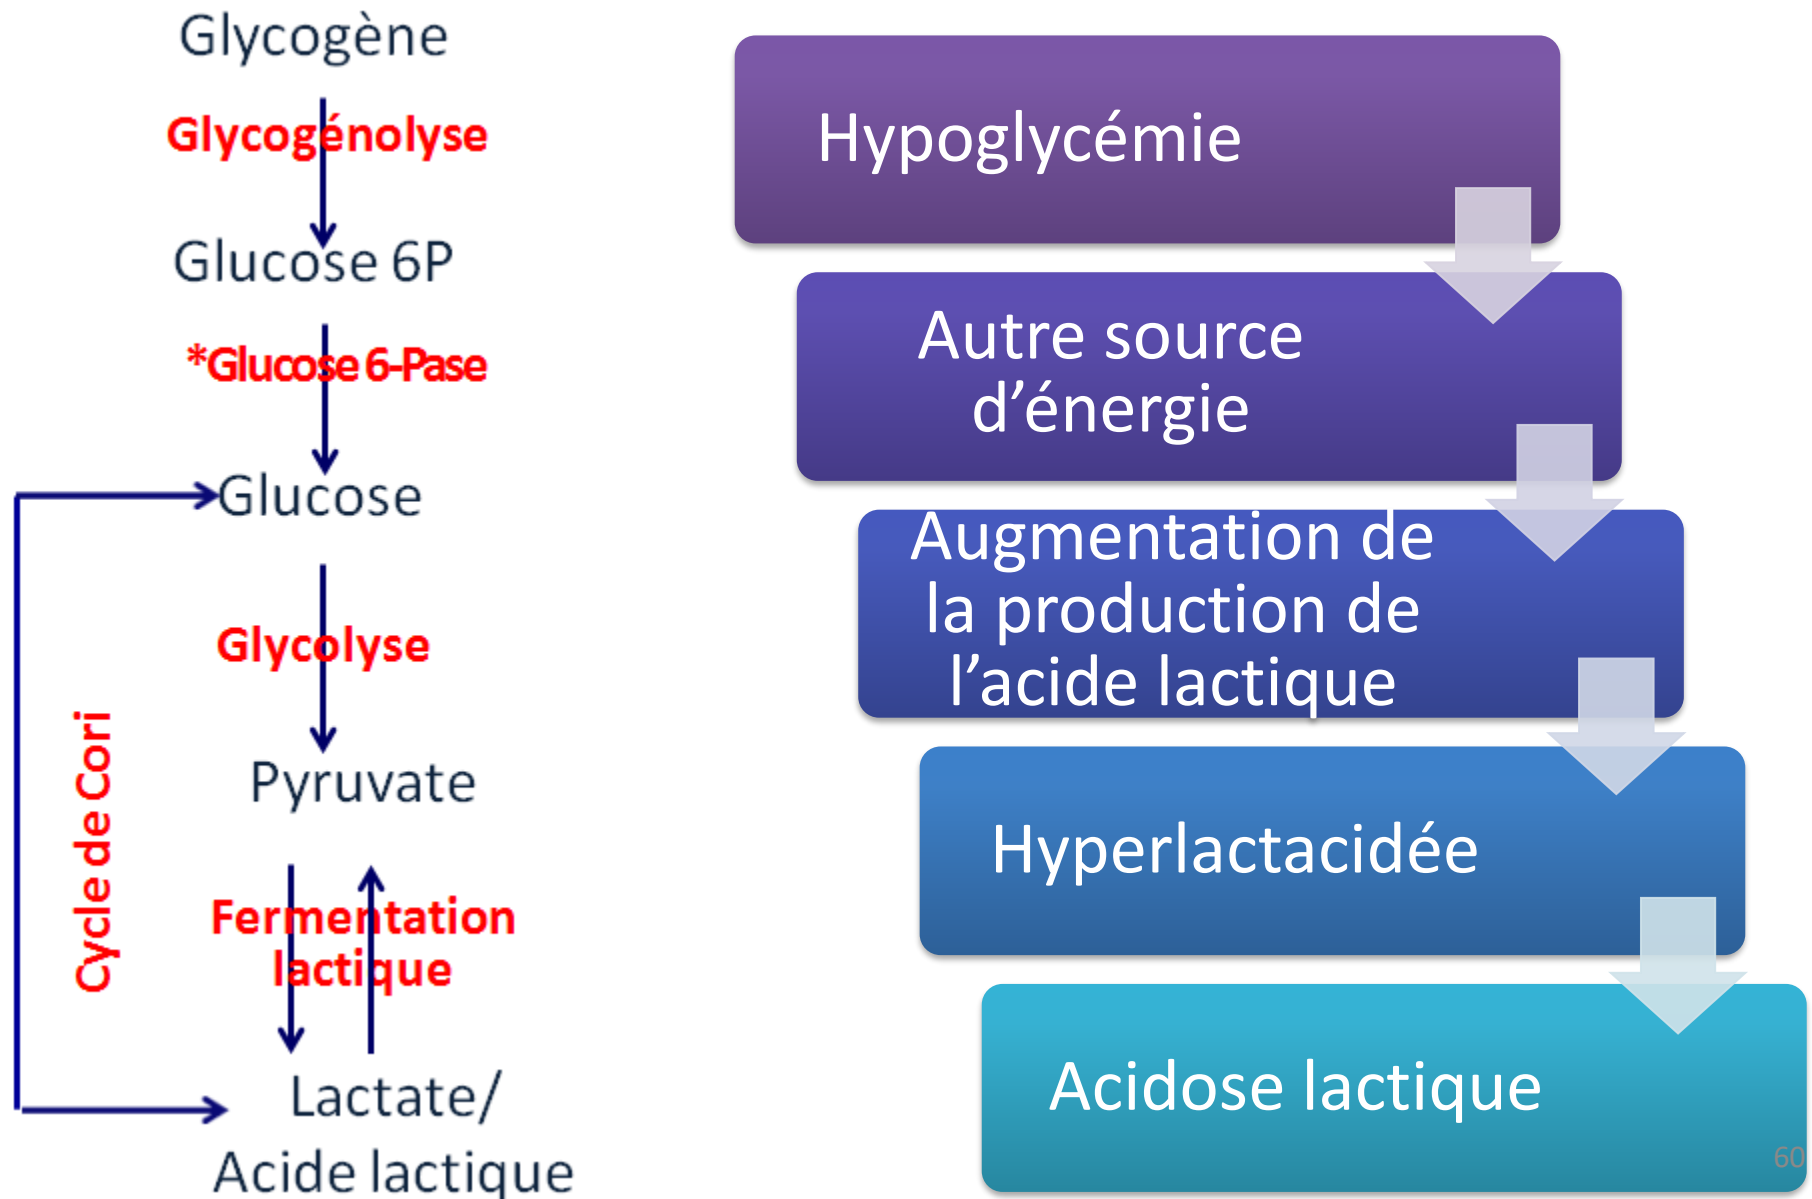 Glycogène
Glycogénolyse
Glucose 6P
*Glucose 6-Pase
Glucose
Glycolyse
Pyruvate
Cycle de Cori
Fermentation
lactique
Lactate/
Acide lactique
Hypoglycémie
Autre source
d’énergie
Augmentation de
la production de
l’acide lactique
Hyperlactacidée
Acidose lactique
60